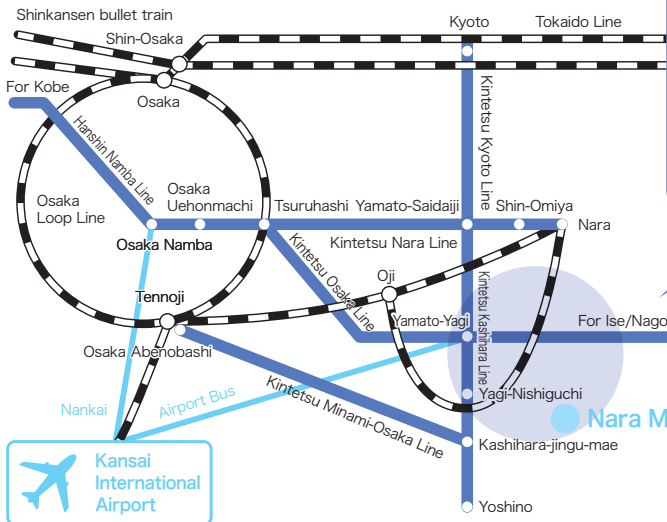 Shinkansen bullet train
Shin-Osaka
Kyoto
Tokaido Line
For Kobe
Osaka
Hanshin Namba Line
Kintetsu Kyoto Line
Osaka
Loop Line
Osaka
Uehonmachi
Tsuruhashi
Yamato-Saidaiji
Shin-Omiya
Nara
Osaka Namba
Kintetsu Nara Line
Kintetsu Osaka Line
Oji
Kintetsu Kashihara Line
Tennoji
Yamato-Yagi
For Ise/Nago
Osaka Abenobashi
Kintetsu Minami-Osaka Line
Yagi-Nishiguchi
Nankai
Airport Bus
Nara M
Kashihara-jingu-mae
Kansai
International
Airport
Yoshino